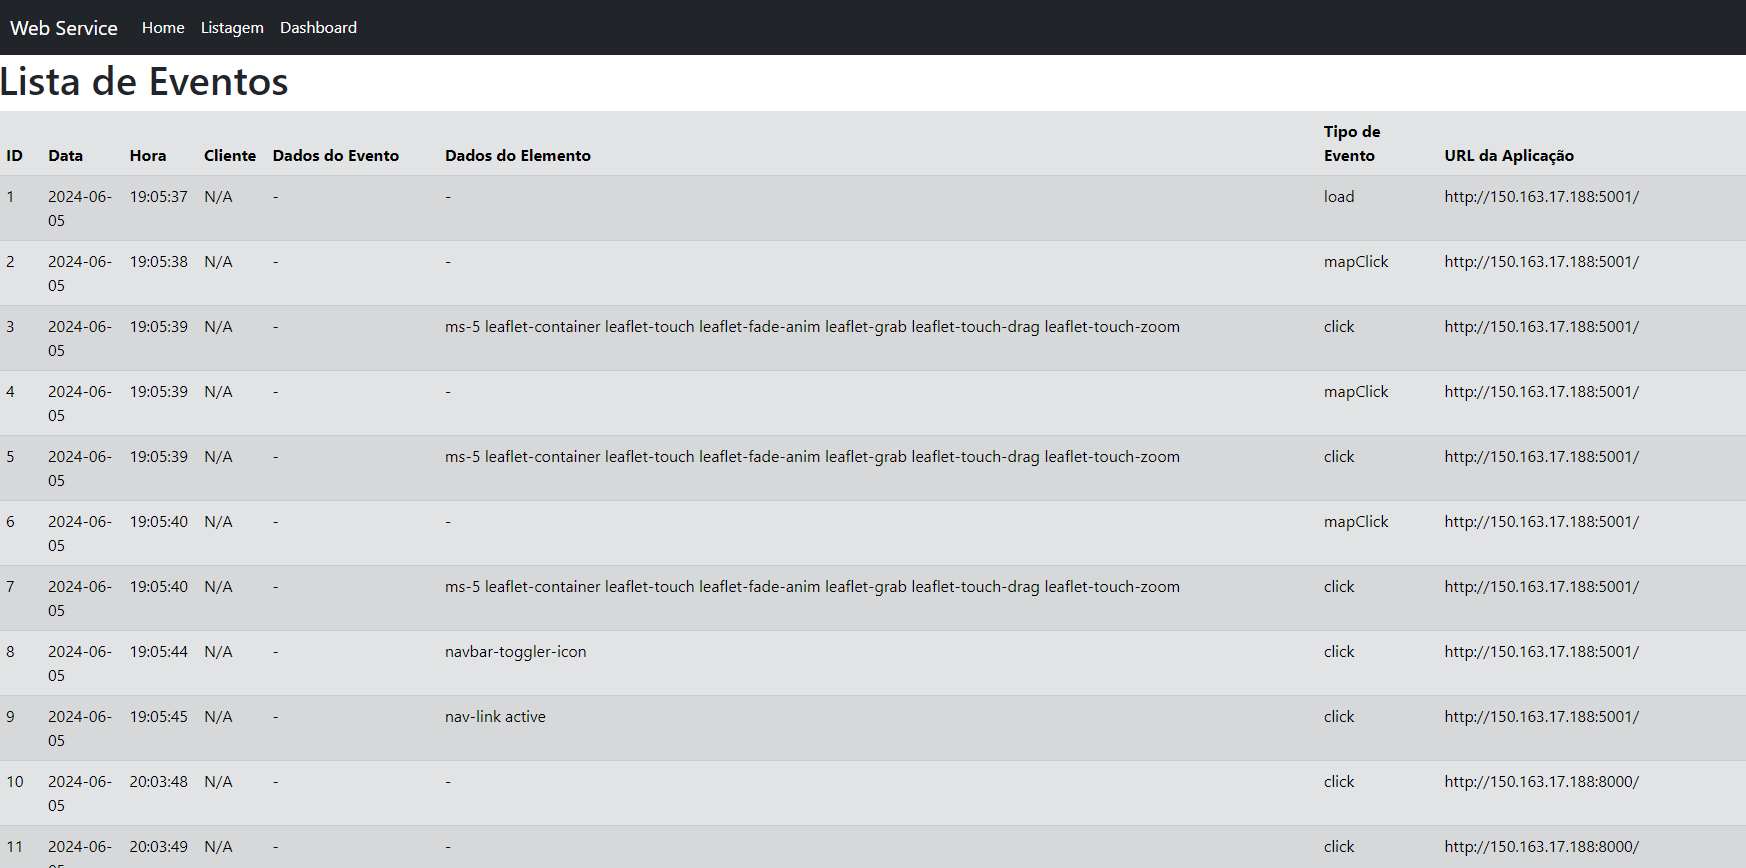 Web Service Home Listagem Dashboard
Lista de Eventos
ID Data Hora Cliente Dados do Evento Dados do Elemento Tipo de Evento URL da Aplicação
1 2024-06-05 19:05:37 N/A - - load http://150.163.17.188:5001/
2 2024-06-05 19:05:38 N/A - - mapClick http://150.163.17.188:5001/
3 2024-06-05 19:05:39 N/A - ms-5 leaflet-container leaflet-touch leaflet-fade-anim leaflet-grab leaflet-touch-drag leaflet-touch-zoom click http://150.163.17.188:5001/
4 2024-06-05 19:05:39 N/A - - mapClick http://150.163.17.188:5001/
5 2024-06-05 19:05:39 N/A - ms-5 leaflet-container leaflet-touch leaflet-fade-anim leaflet-grab leaflet-touch-drag leaflet-touch-zoom click http://150.163.17.188:5001/
6 2024-06-05 19:05:40 N/A - - mapClick http://150.163.17.188:5001/
7 2024-06-05 19:05:40 N/A - ms-5 leaflet-container leaflet-touch leaflet-fade-anim leaflet-grab leaflet-touch-drag leaflet-touch-zoom click http://150.163.17.188:5001/
8 2024-06-05 19:05:44 N/A - navbar-toggler-icon click http://150.163.17.188:5001/
9 2024-06-05 19:05:45 N/A - nav-link active click http://150.163.17.188:5001/
10 2024-06-05 20:03:48 N/A - - click http://150.163.17.188:8000/
11 2024-06- 20:03:49 N/A - - click http://150.163.17.188:8000/